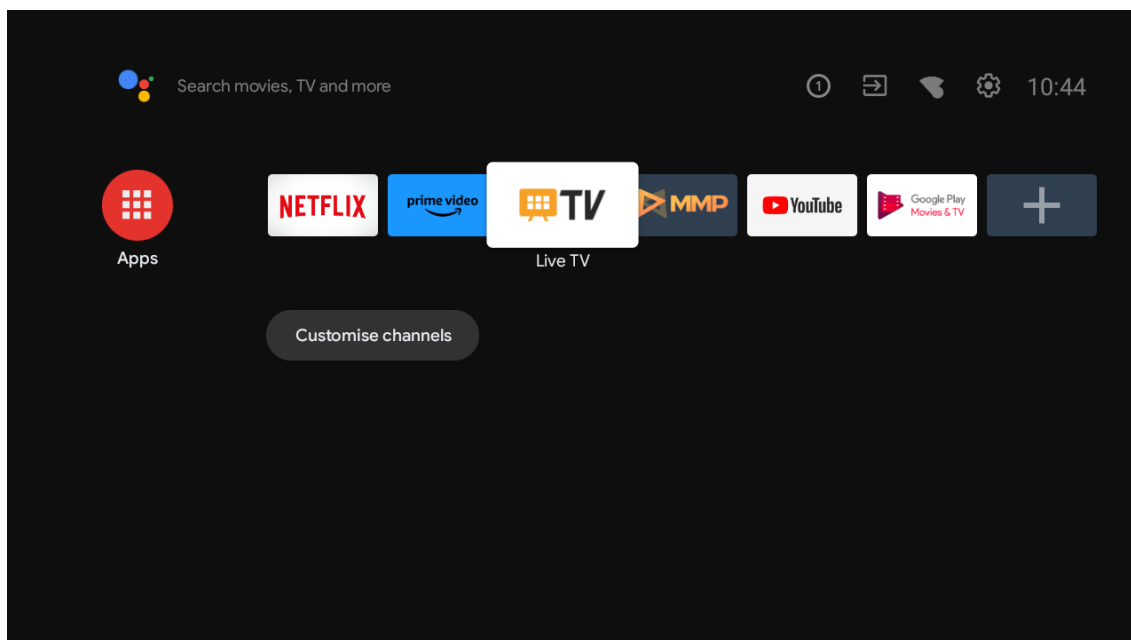 Search movies, TV and more
1
10:44
NETFLIX
prime video
TV
MMP
YouTube
Google Play
Movies & TV
Apps
Live TV
Customise channels